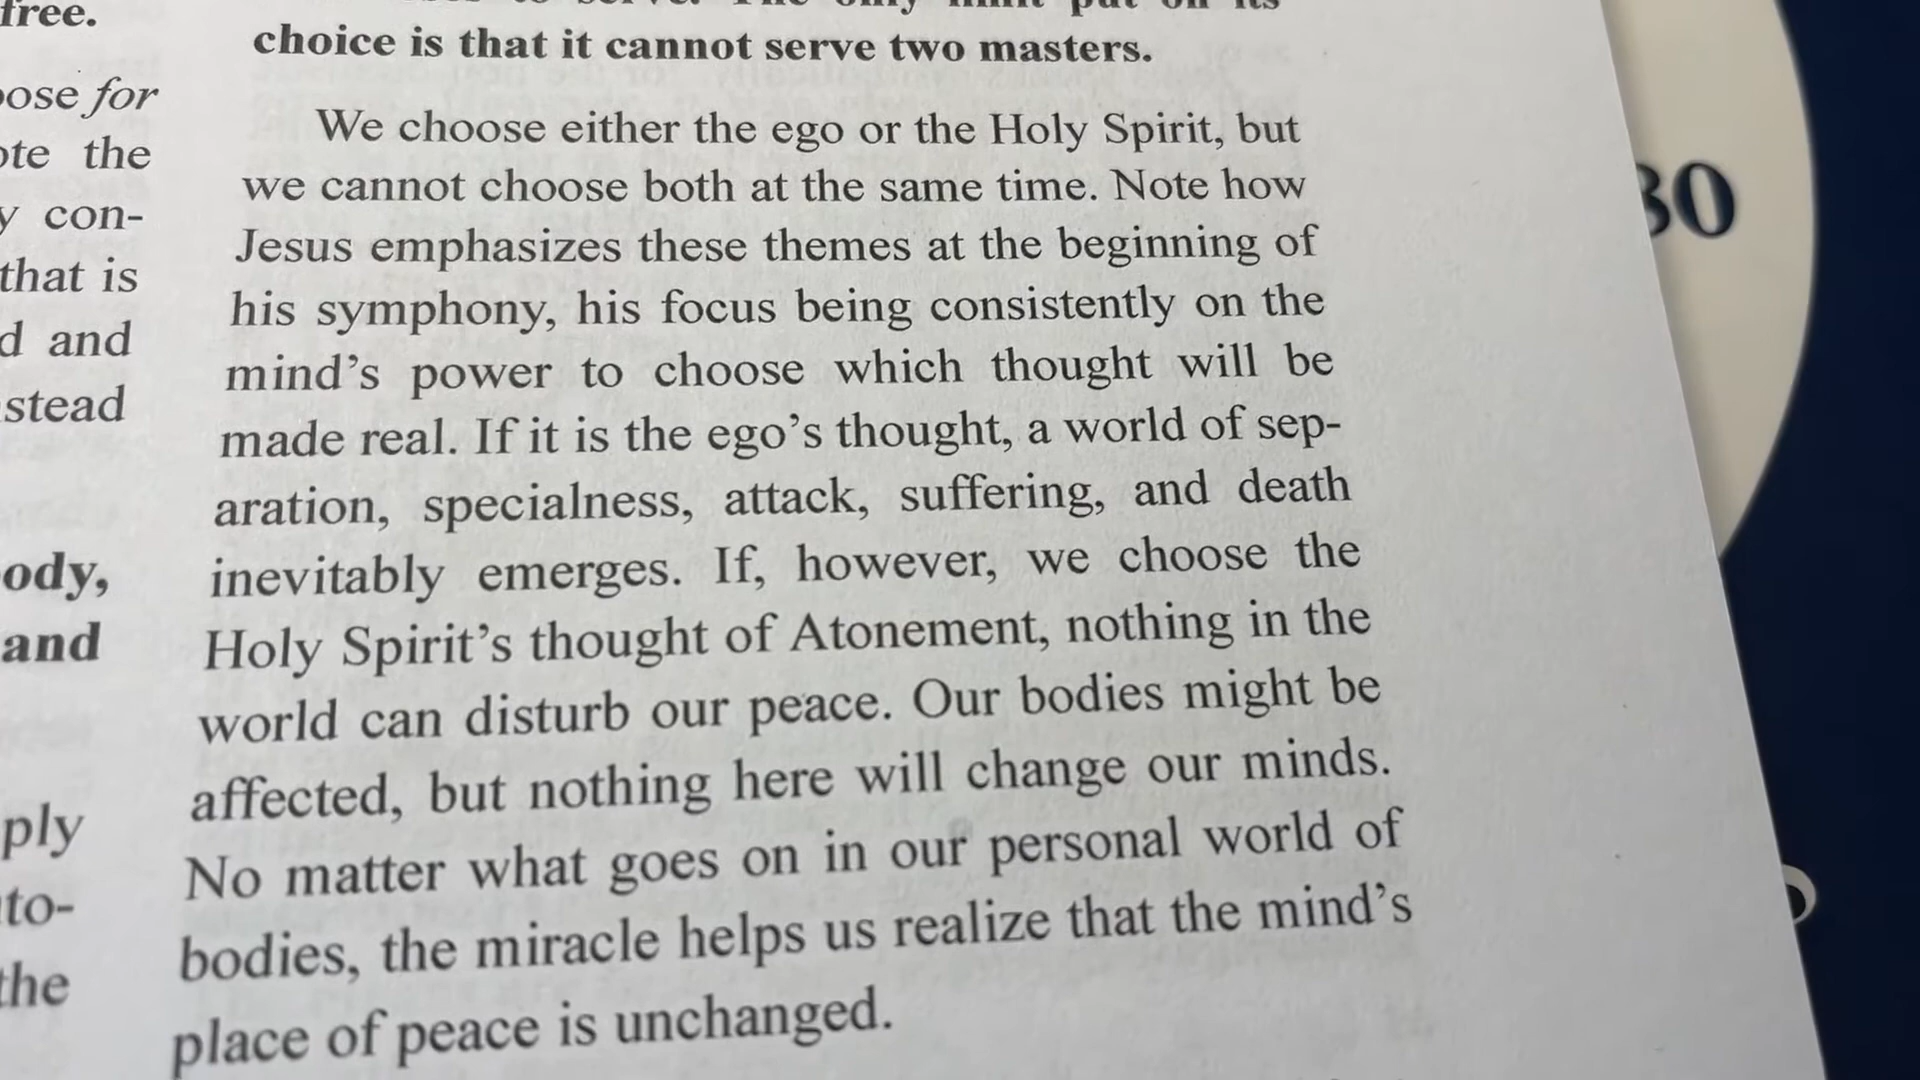 free.
ose for
ote the
y con-
that is
d and
stead
ody,
and
ply
to-
the
choice is that it cannot serve two masters.
We choose either the ego or the Holy Spirit, but
we cannot choose both at the same time. Note how
Jesus emphasizes these themes at the beginning of
his symphony, his focus being consistently on the
mind’s power to choose which thought will be
made real. If it is the ego’s thought, a world of sep-
aration, specialness, attack, suffering, and death
inevitably emerges. If, however, we choose the
Holy Spirit’s thought of Atonement, nothing in the
world can disturb our peace. Our bodies might be
affected, but nothing here will change our minds.
No matter what goes on in our personal world of
bodies, the miracle helps us realize that the mind’s
place of peace is unchanged.
30